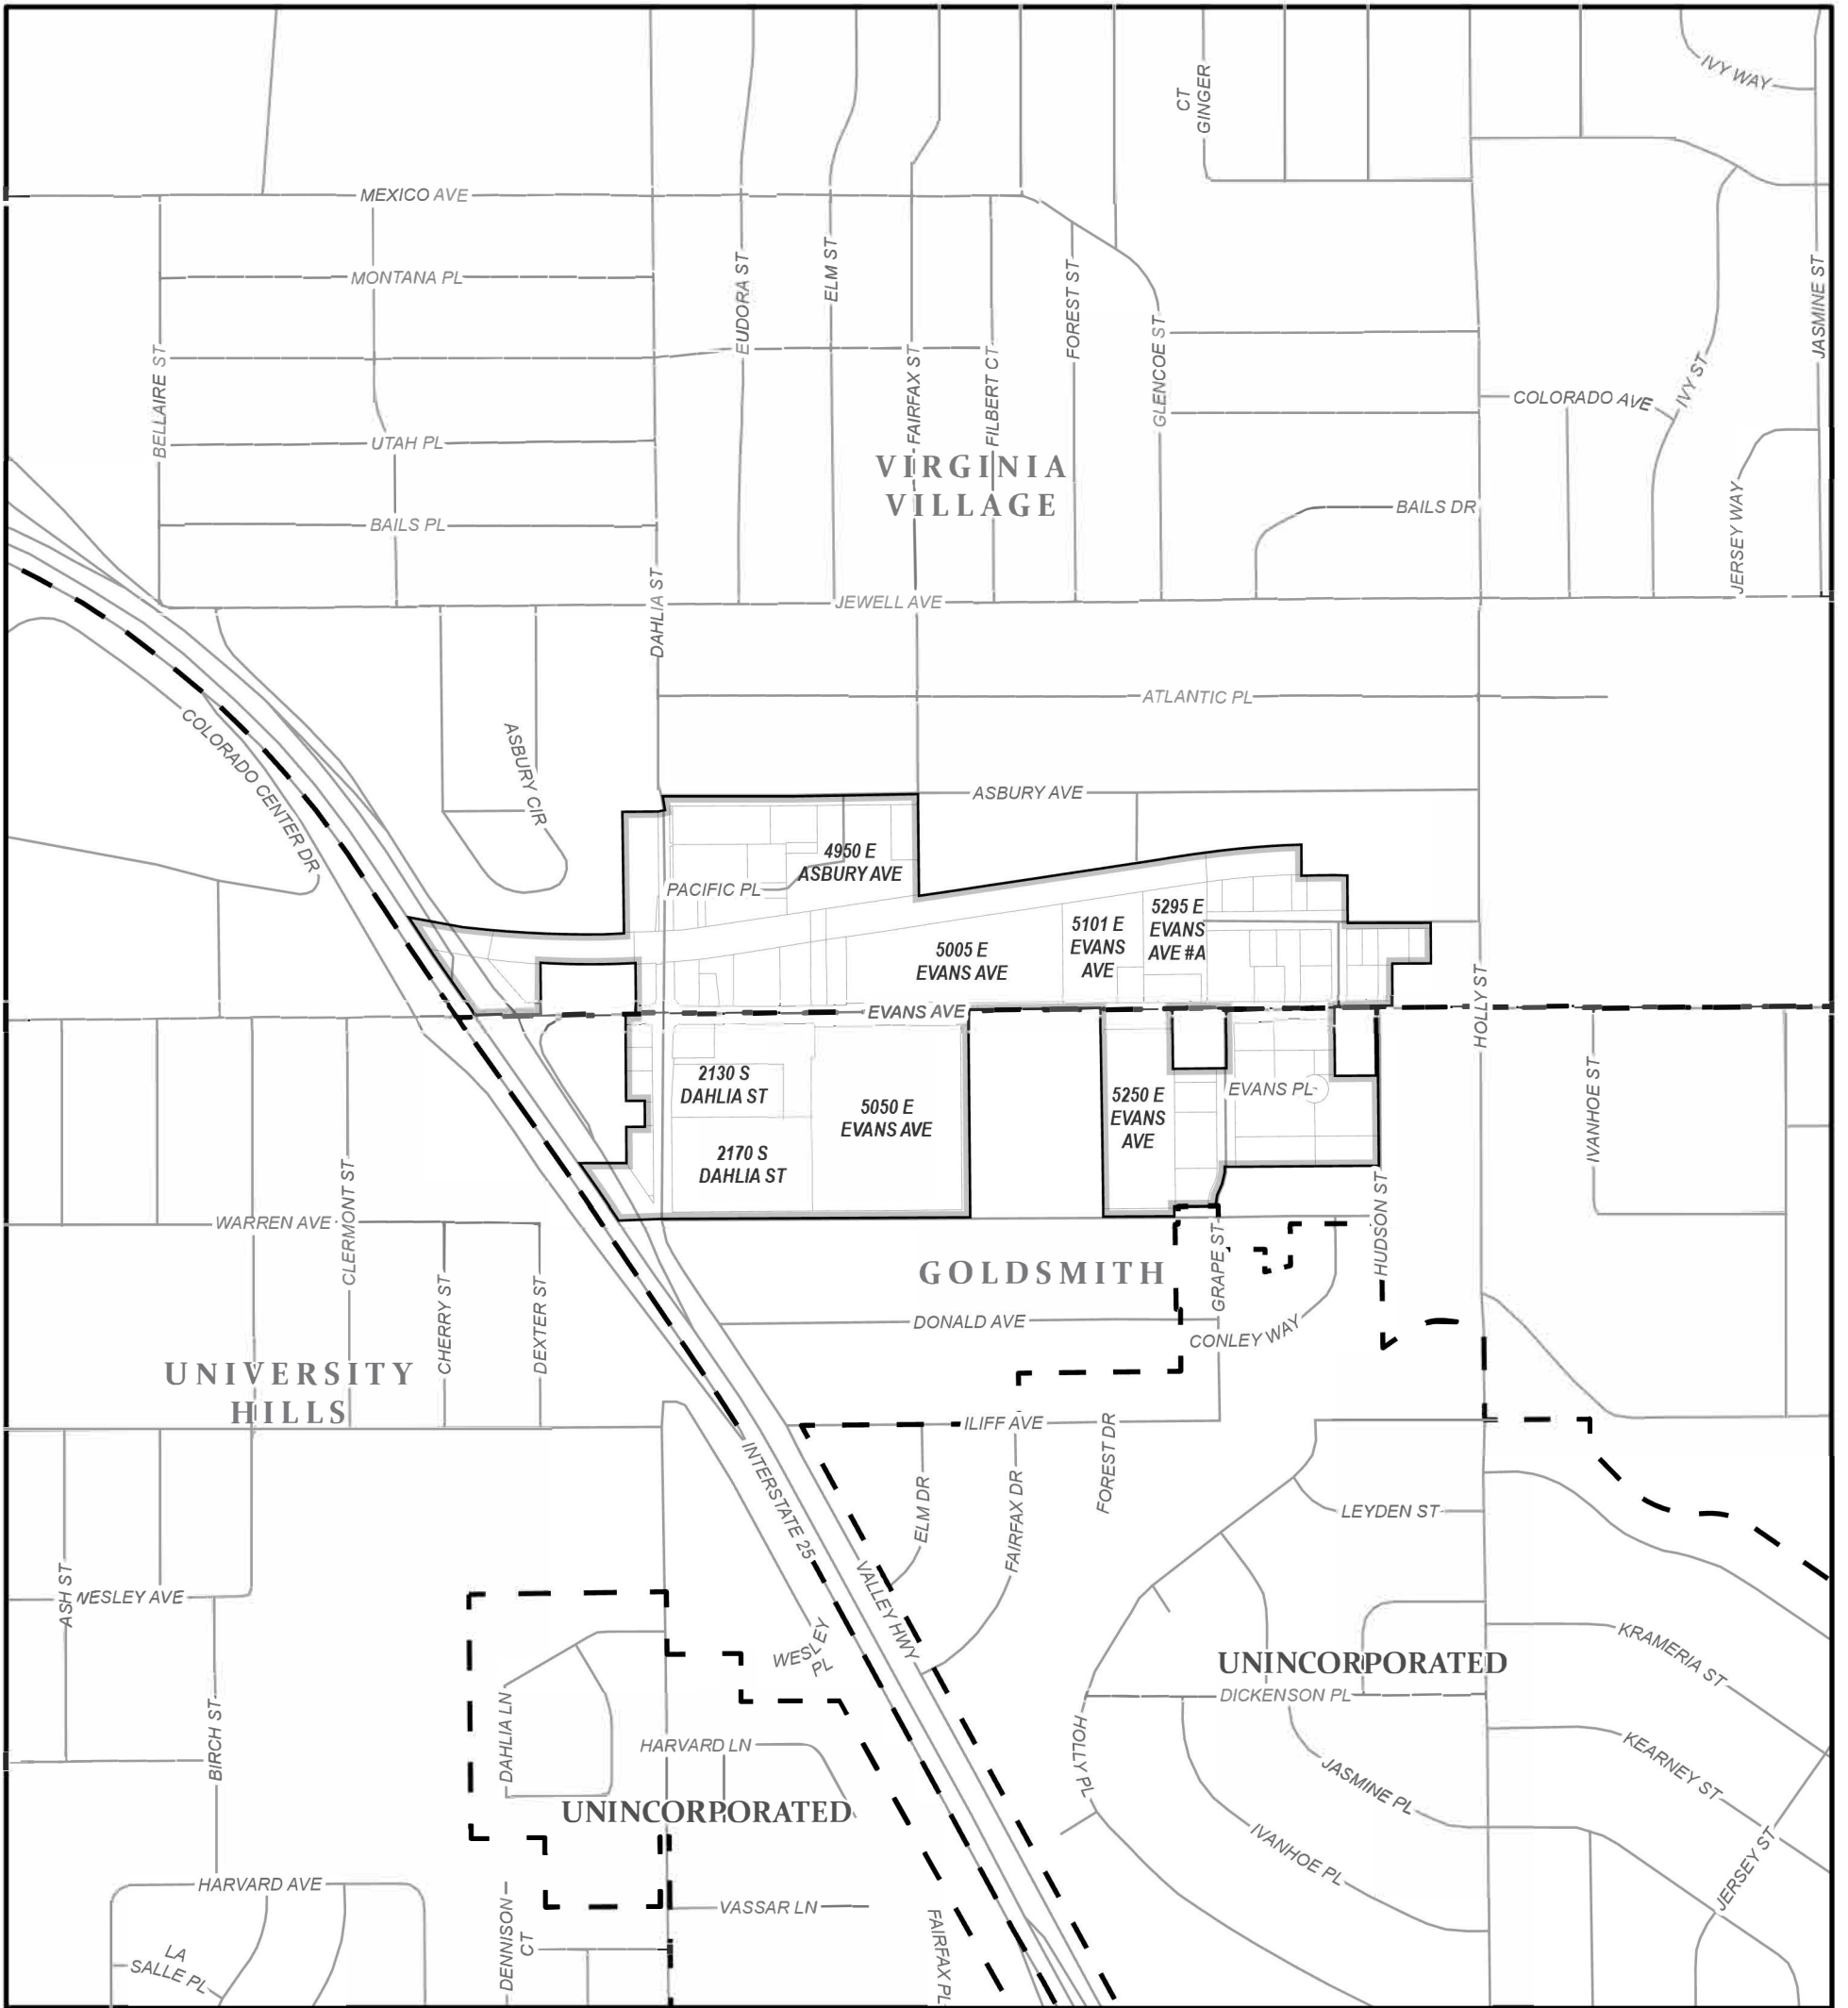 IVY WAY
CT
GINGER
MEXICO AVE
MONTANA PL
EUDORA ST
ELM ST
FOREST ST
JASMINE ST
BELLAIRE ST
FAIRFAX ST
FILBERT CT
GLENCOE ST
IVY ST
COLORADO AVE
UTAH PL
VIRGINIA
VILLAGE
BAILS PL
BAILS DR
JERSEY WAY
DAHLIA ST
JEWELL AVE
ATLANTIC PL
COLORADO CENTER DR
ASBURY CIR
ASBURY AVE
4950 E
ASBURY AVE
PACIFIC PL
5295 E
EVANS
AVE #A
5101 E
EVANS
AVE
5005 E
EVANS AVE
HOLLY ST
EVANS AVE
2130 S
DAHLIA ST
5050 E
EVANS AVE
5250 E
EVANS
AVE
EVANS PL
IVANHOE ST
2170 S
DAHLIA ST
CLERMONT ST
WARREN AVE
HUDSON ST
GRAPE ST
GOLDSMITH
CHERRY ST
DEXTER ST
DONALD AVE
CONLEY WAY
UNIVERSITY
HILLS
ILIFF AVE
INTERSTATE 25
ELM DR
FAIRFAX DR
FOREST DR
LEYDEN ST
ASH ST
WESLEY AVE
VALLEY HWY
WESLEY
PL
UNINCORPORATED
KRAMERIA ST
DICKENSON PL
DAHLIA LN
BIRCH ST
HARVARD LN
HOLLY PL
JASMINE PL
KEARNEY ST
UNINCORPORATED
IVANHOE PL
JERSEY ST
HARVARD AVE
VASSAR LN
DENNISON
CT
FAIRFAX PL
LA
SALLE PL